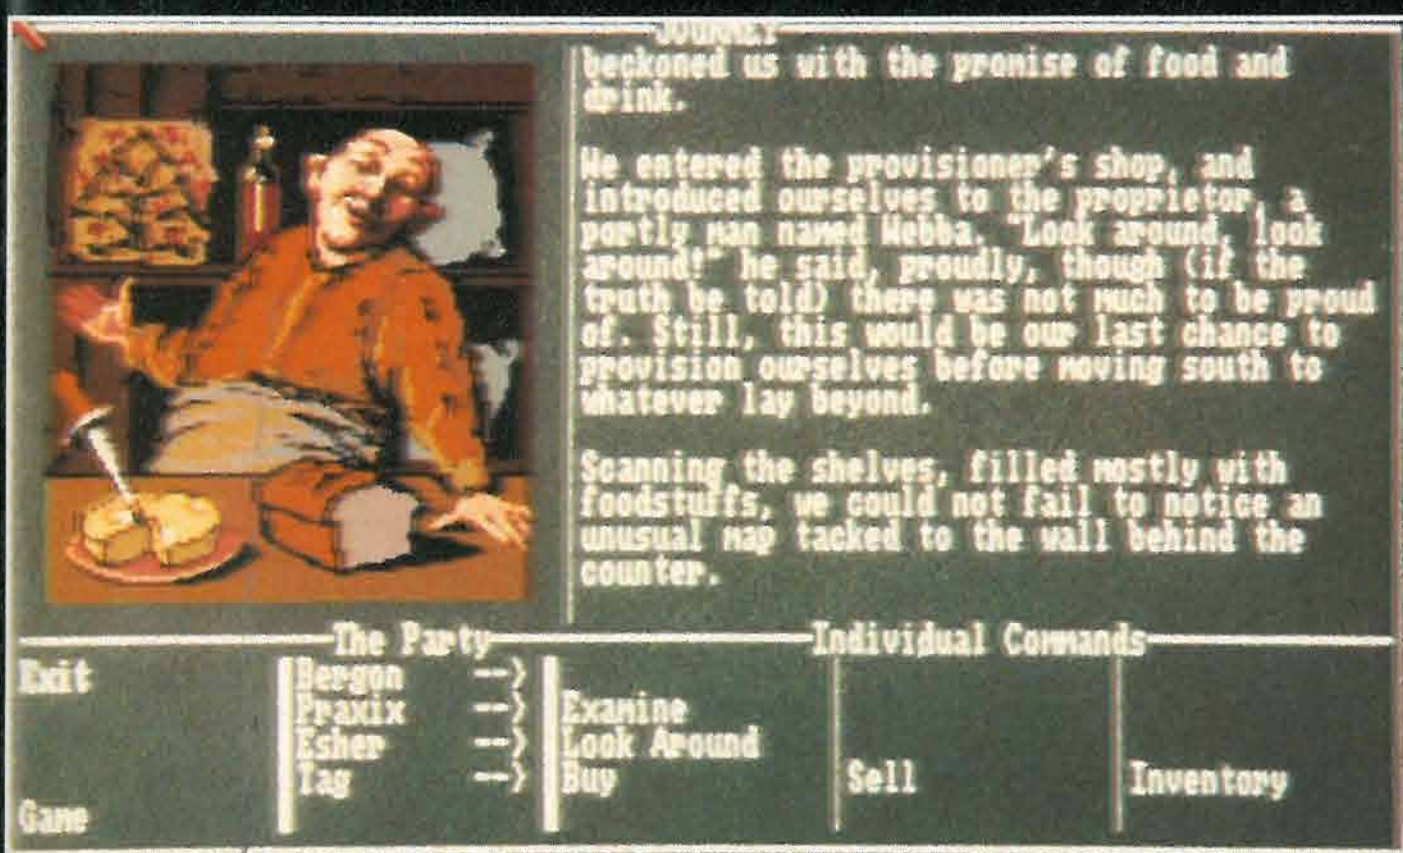 JOURNEY
beckoned us with the promise of food and
drink.
We entered the provisioner's shop, and
introduced ourselves to the proprietor, a
portly man named Webba. "Look around, look
around!" he said, proudly, though (if the
truth be told) there was not much to be proud
of. Still, this would be our last chance to
provision ourselves before moving south to
whatever lay beyond.
Scanning the shelves, filled mostly with
foodstuffs, we could not fail to notice an
unusual map tacked to the wall behind the
counter.
The Party Individual Commands
Exit Bergon -->
Praxix --> Examine
Esher --> Look Around
Tag --> Buy Sell Inventory
Game